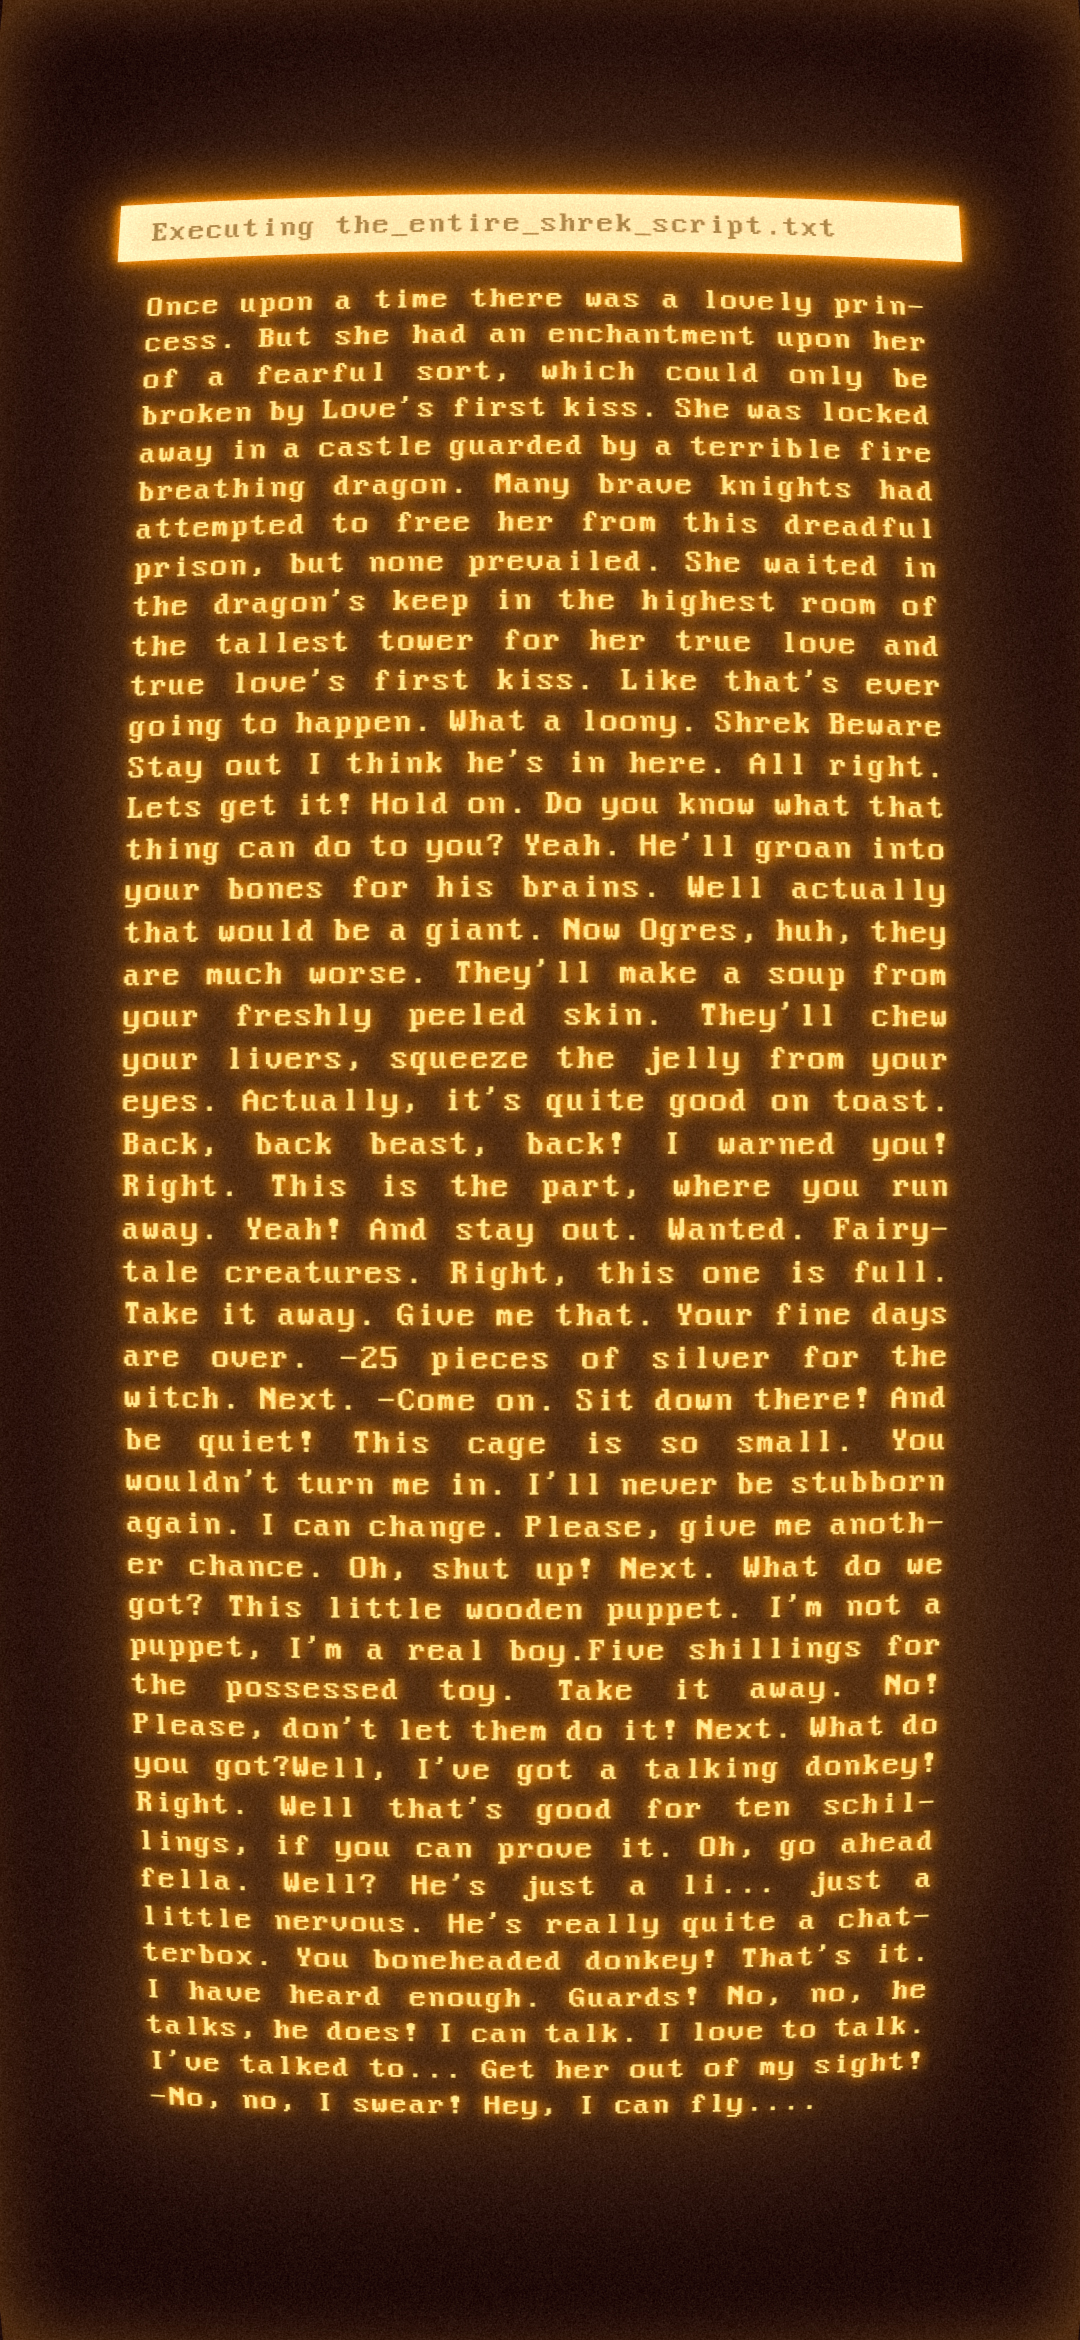 Executing the_entire_shrek_script.txt
Once upon a time there was a lovely prin-
cess. But she had an enchantment upon her
of a fearful sort, which could only be
broken by Love's first kiss. She was locked
away in a castle guarded by a terrible fire
breathing dragon. Many brave knights had
attempted to free her from this dreadful
prison, but none prevailed. She waited in
the dragon's keep in the highest room of
the tallest tower for her true love and
true love's first kiss. Like that's ever
going to happen. What a loony. Shrek Beware
Stay out I think he's in here. All right.
Lets get it! Hold on. Do you know what that
thing can do to you? Yeah. He'll groan into
your bones for his brains. Well actually
that would be a giant. Now Ogres, huh, they
are much worse. They'll make a soup from
your freshly peeled skin. They'll chew
your livers, squeeze the jelly from your
eyes. Actually, it's quite good on toast.
Back, back beast, back! I warned you!
Right. This is the part, where you run
away. Yeah! And stay out. Wanted. Fairy-
tale creatures. Right, this one is full.
Take it away. Give me that. Your fine days
are over. -25 pieces of silver for the
witch. Next. -Come on. Sit down there! And
be quiet! This cage is so small. You
wouldn't turn me in. I'll never be stubborn
again. I can change. Please, give me anoth-
er chance. Oh, shut up! Next. What do we
got? This little wooden puppet. I'm not a
puppet, I'm a real boy.Five shillings for
the possessed toy. Take it away. No!
Please, don't let them do it! Next. What do
you got?Well, I've got a talking donkey!
Right. Well that's good for ten schil-
lings, if you can prove it. Oh, go ahead
fella. Well? He's just a li... just a
little nervous. He's really quite a chat-
terbox. You boneheaded donkey! That's it.
I have heard enough. Guards! No, no, he
talks, he does! I can talk. I love to talk.
I've talked to... Get her out of my sight!
-No, no, I swear! Hey, I can fly....